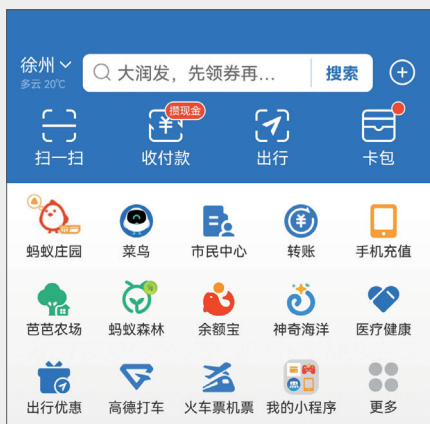 徐州
多云 20℃
大润发，先领券再...
搜索
攒现金
扫一扫
收付款
出行
卡包
蚂蚁庄园
菜鸟
市民中心
转账
手机充值
芭芭农场
蚂蚁森林
余额宝
神奇海洋
医疗健康
出行优惠
高德打车
火车票机票
我的小程序
更多